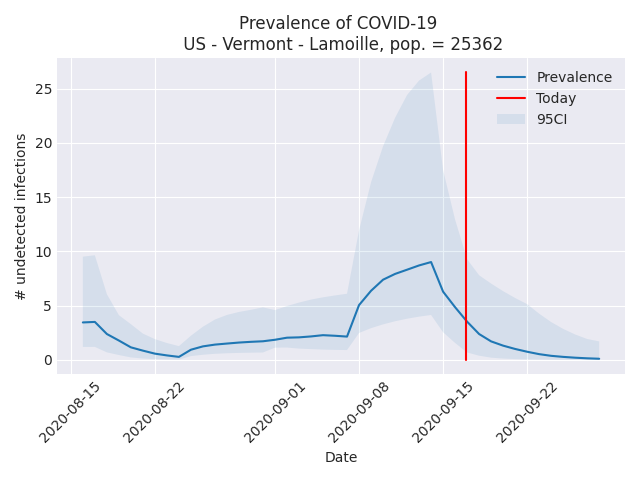 Prevalence of COVID-19
US - Vermont - Lamoille, pop. = 25362
# undetected infections
25
20
15
10
5
0
Prevalence
Today
95CI
2020-08-15
2020-08-22
2020-09-01
2020-09-08
2020-09-15
2020-09-22
Date